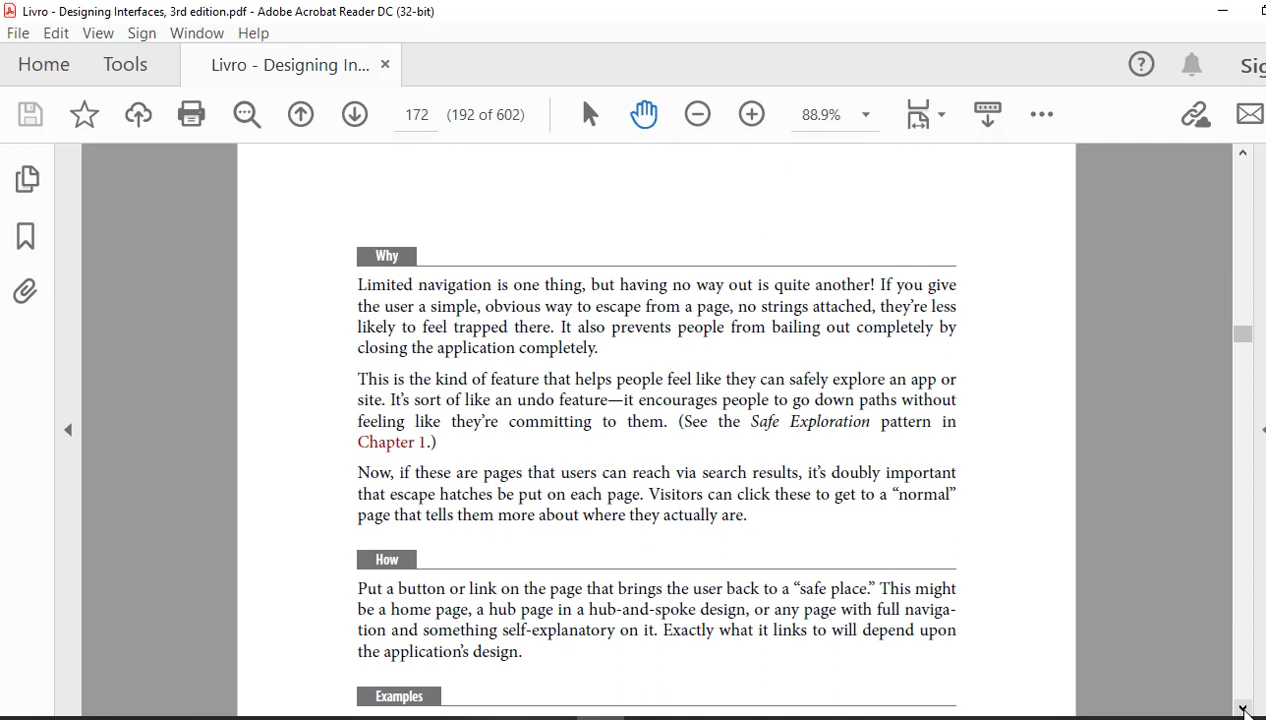 Livro - Designing Interfaces, 3rd edition.pdf - Adobe Acrobat Reader DC (32-bit)
File Edit View Sign Window Help
Home Tools Livro - Designing In... ×
172 (192 of 602) 88.9%
Why
Limited navigation is one thing, but having no way out is quite another! If you give
the user a simple, obvious way to escape from a page, no strings attached, they’re less
likely to feel trapped there. It also prevents people from bailing out completely by
closing the application completely.
This is the kind of feature that helps people feel like they can safely explore an app or
site. It’s sort of like an undo feature—it encourages people to go down paths without
feeling like they’re committing to them. (See the Safe Exploration pattern in
Chapter 1.)
Now, if these are pages that users can reach via search results, it’s doubly important
that escape hatches be put on each page. Visitors can click these to get to a “normal”
page that tells them more about where they actually are.
How
Put a button or link on the page that brings the user back to a “safe place.” This might
be a home page, a hub page in a hub-and-spoke design, or any page with full naviga-
tion and something self-explanatory on it. Exactly what it links to will depend upon
the application’s design.
Examples